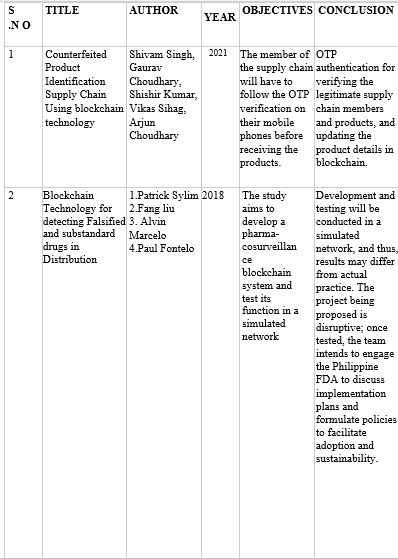 S
.N O
TITLE
AUTHOR
YEAR
OBJECTIVES
CONCLUSION
1
Counterfeited
Product
Identification
Supply Chain
Using blockchain
technology
Shivam Singh,
Gaurav
Choudhary,
Shishir Kumar,
Vikas Sihag,
Arjun
Choudhary
2021
The member of
the supply chain
will have to
follow the OTP
verification on
their mobile
phones before
receiving the
products.
OTP
authentication for
verifying the
legitimate supply
chain members
and products, and
updating the
product details in
blockchain.
2
Blockchain
Technology for
detecting Falsified
and substandard
drugs in
Distribution
1.Patrick Sylim
2.Fang liu
3. Alvin
Marcelo
4.Paul Fontelo
2018
The study
aims to
develop a
pharma-
cosurveillan
ce
blockchain
system and
test its
function in a
simulated
network
Development and
testing will be
conducted in a
simulated
network, and thus,
results may differ
from actual
practice. The
project being
proposed is
disruptive; once
tested, the team
intends to engage
the Philippine
FDA to discuss
implementation
plans and
formulate policies
to facilitate
adoption and
sustainability.